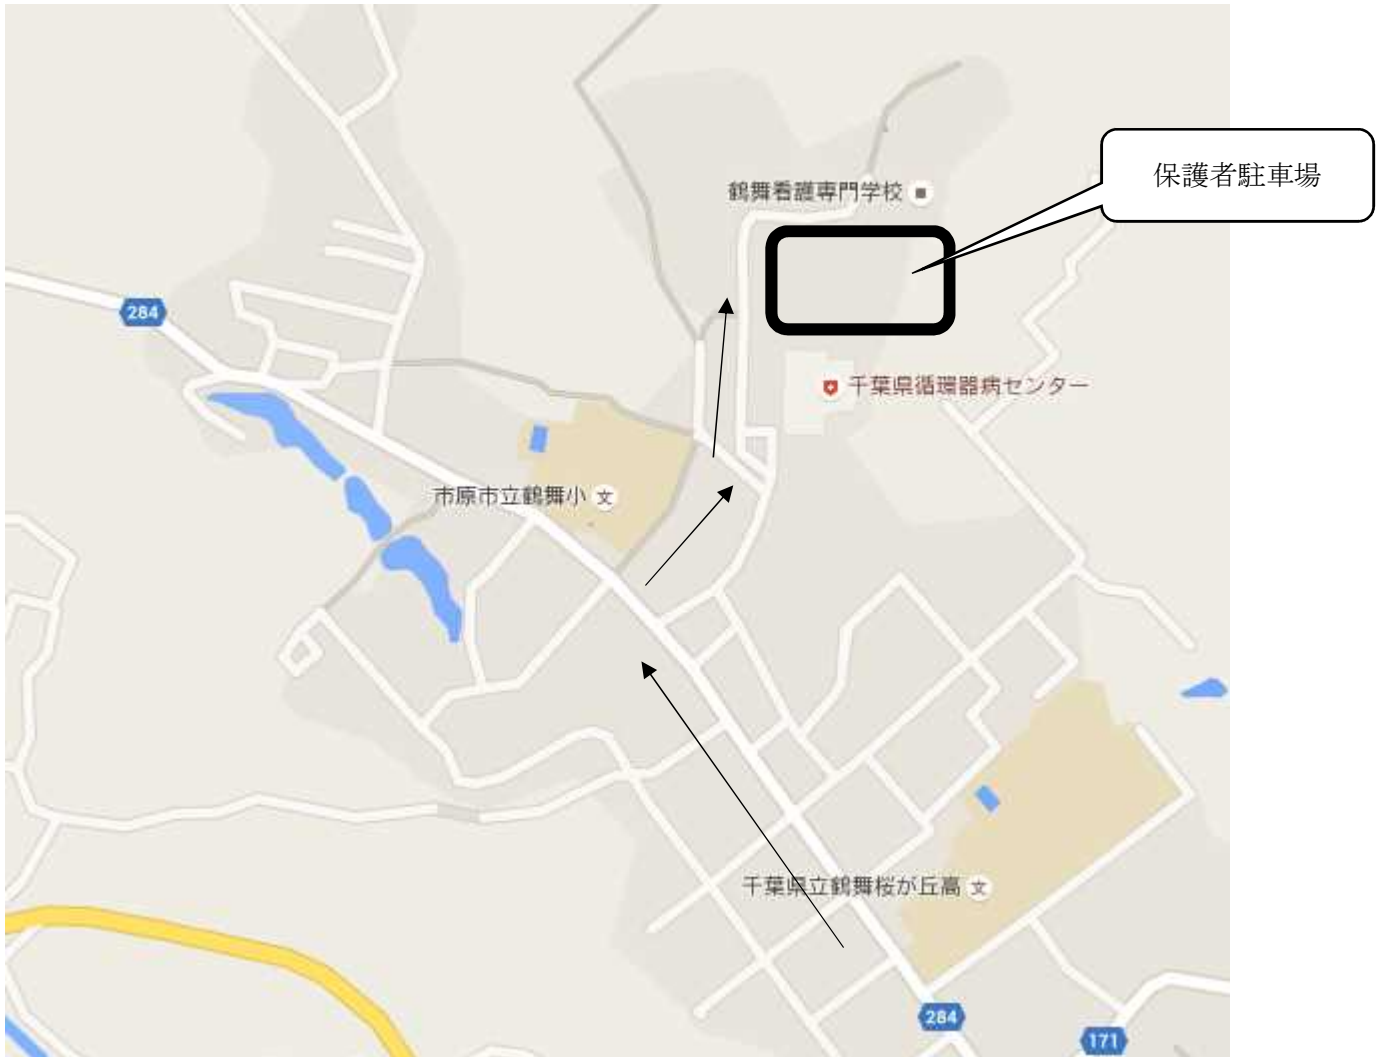 保護者駐車場
鶴舞看護専門学校
284
千葉県循環器病センター
市原市立鶴舞小 文
千葉県立鶴舞桜が丘高 文
284
171